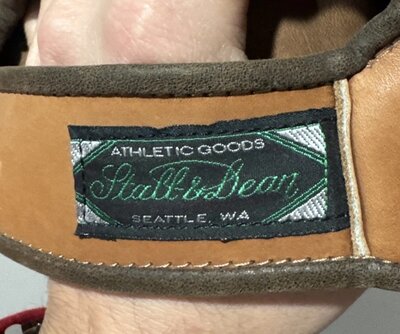 ATHLETIC GOODS
Stall & Dean
SEATTLE, WA